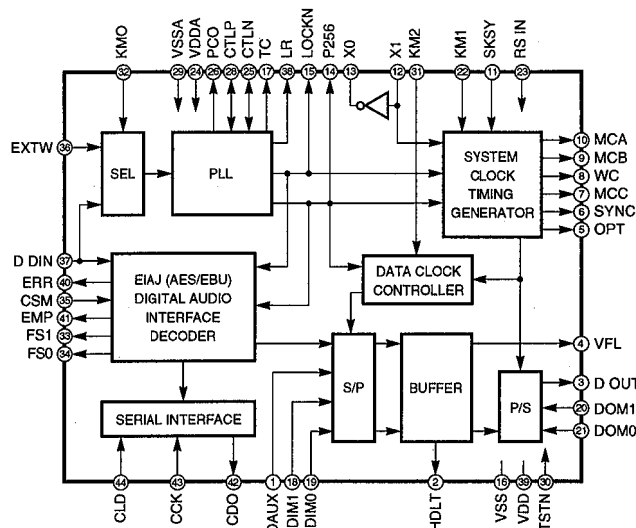 KMO
VSSA
VDDA
PCO
CTLP
CTLN
TC
LR
LOCKN
P256
X0
X1
KM2
KM1
SKSY
RS IN
32
29
24
26
26
25
17
38
15
14
13
12
31
22
11
23
EXTW 36
SEL
PLL
SYSTEM
CLOCK
TIMING
GENERATOR
10 MCA
9 MCB
8 WC
7 MCC
6 SYNC
5 OPT
D DIN 37
ERR 40
CSM 35
EMP 41
FS1 33
FS0 34
EIAJ (AES/EBU)
DIGITAL AUDIO
INTERFACE
DECODER
DATA CLOCK
CONTROLLER
S/P
BUFFER
P/S
4 VFL
3 D OUT
20 DOM1
21 DOM0
SERIAL INTERFACE
44
43
42
1
18
19
2
16
39
30
CLD
CCK
CDO
DAUX
DIM1
DIM0
HDLT
VSS
VDD
TSTN